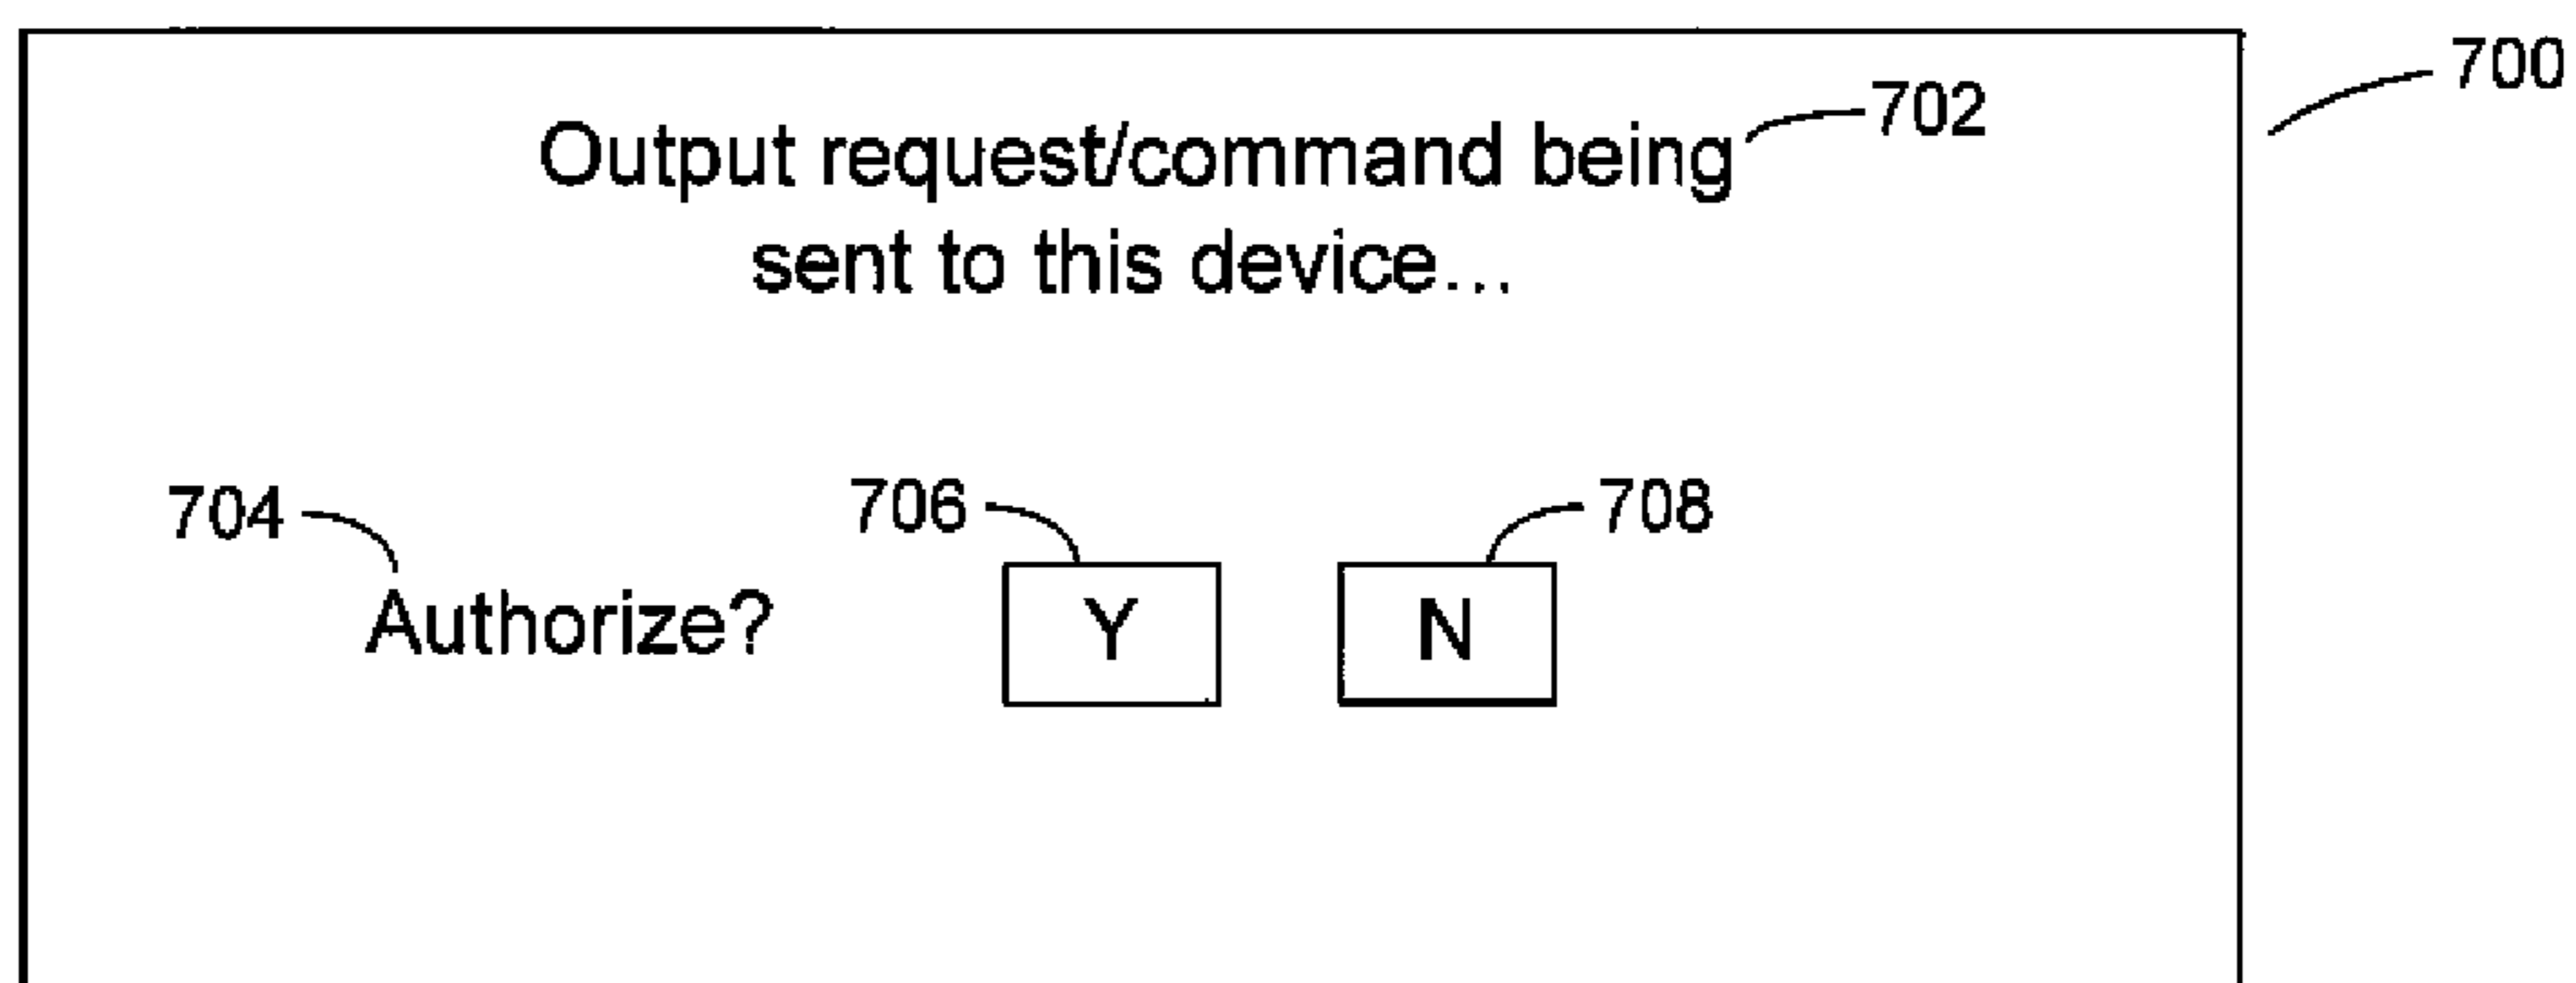 700
702
Output request/command being
sent to this device...
704
706
708
Authorize?
Y
N